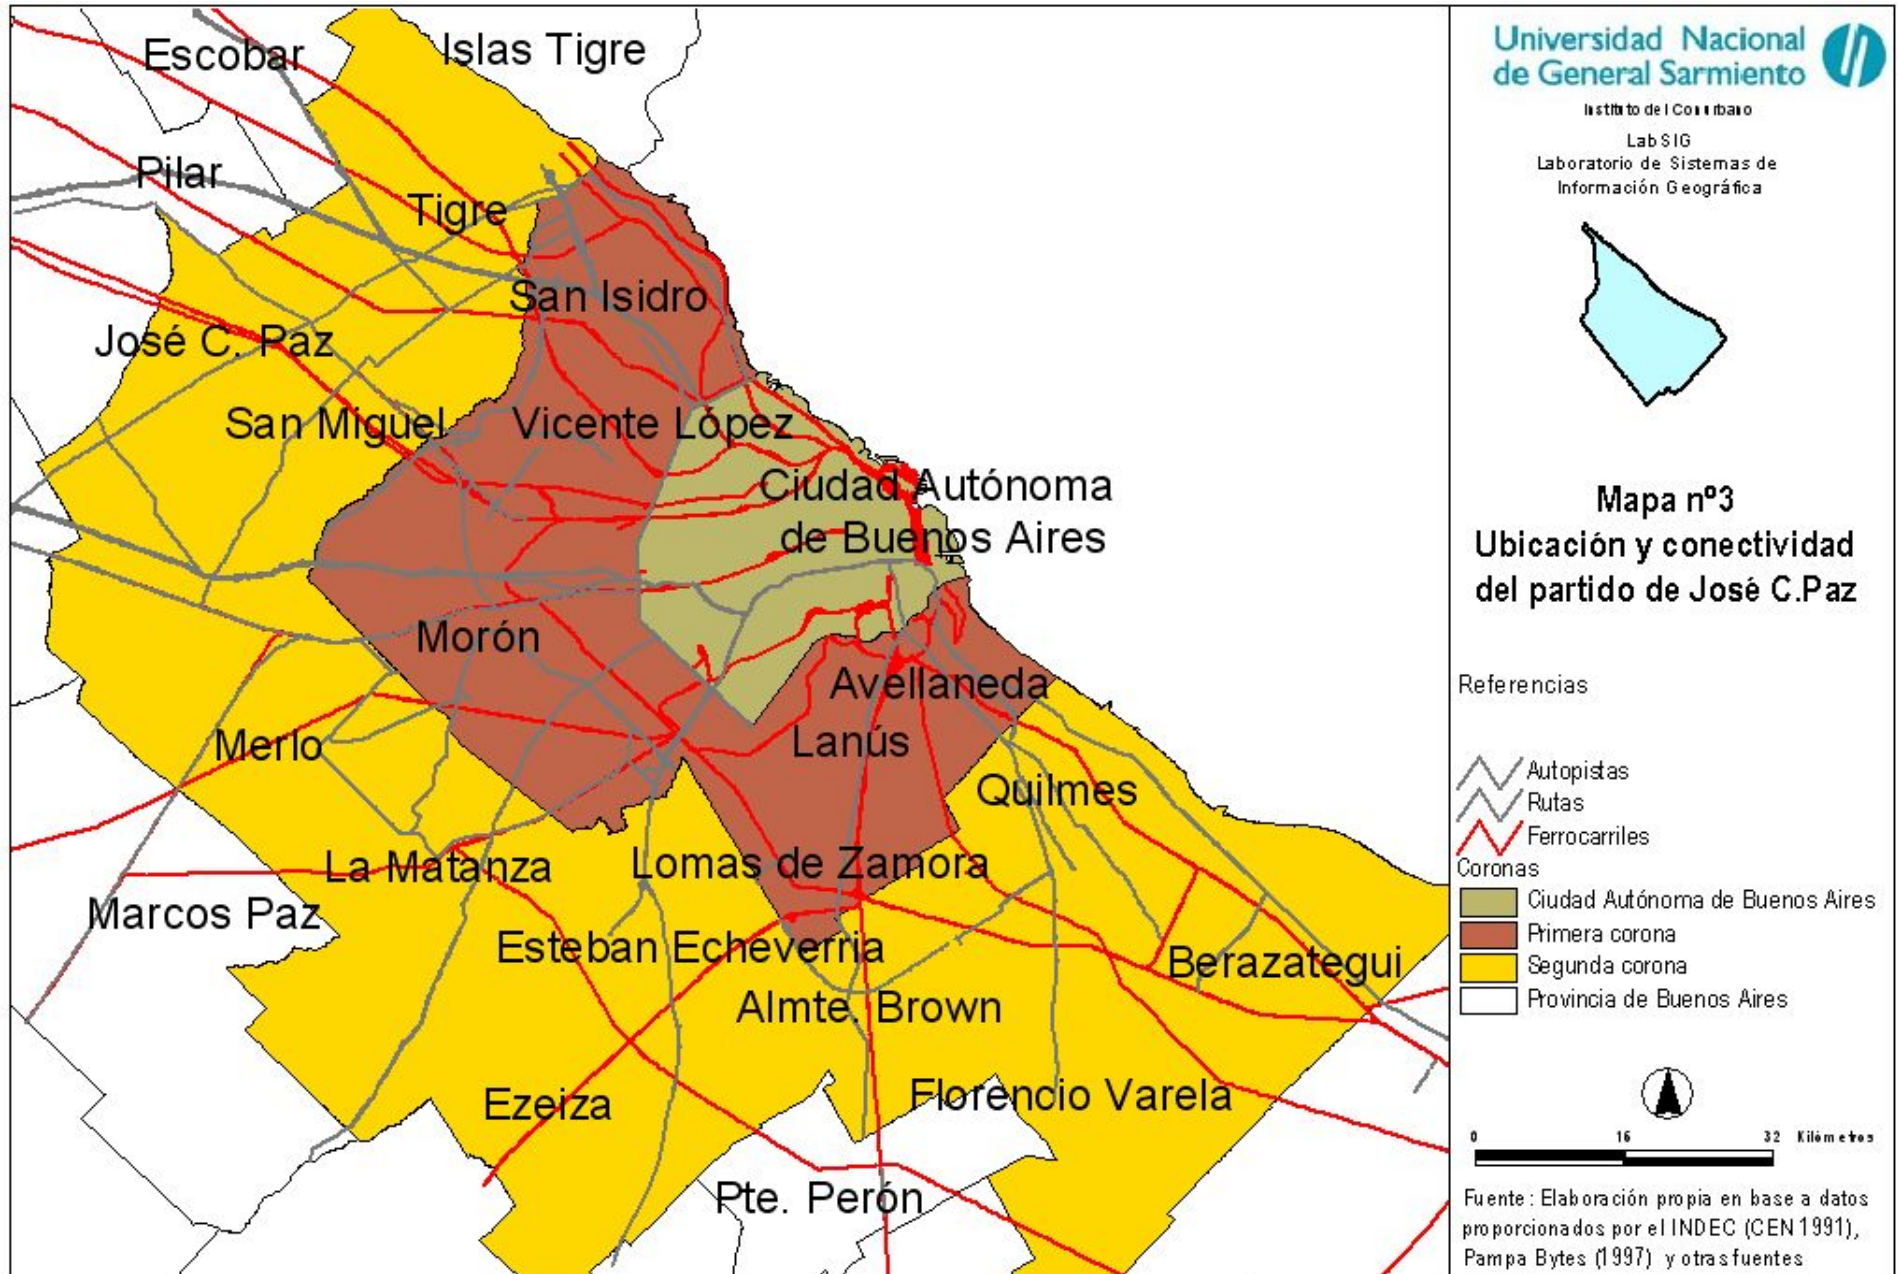 Escobar
Islas Tigre
Pilar
Tigre
San Isidro
José C. Paz
San Miguel
Vicente López
Ciudad Autónoma
de Buenos Aires
Morón
Avellaneda
Lanús
Merlo
Quilmes
La Matanza
Lomas de Zamora
Marcos Paz
Esteban Echeverria
Berazategui
Almte. Brown
Ezeiza
Florencio Varela
Pte. Perón
Universidad Nacional
de General Sarmiento
Instituto del Conurbano
LabSIG
Laboratorio de Sistemas de
Información Geográfica
Mapa nº3
Ubicación y conectividad
del partido de José C.Paz
Referencias
Autopistas
Rutas
Ferrocarriles
Coronas
Ciudad Autónoma de Buenos Aires
Primera corona
Segunda corona
Provincia de Buenos Aires
0 16 32 Kilómetros
Fuente: Elaboración propia en base a datos
proporcionados por el INDEC (CEN 1991),
Pampa Bytes (1997) y otras fuentes